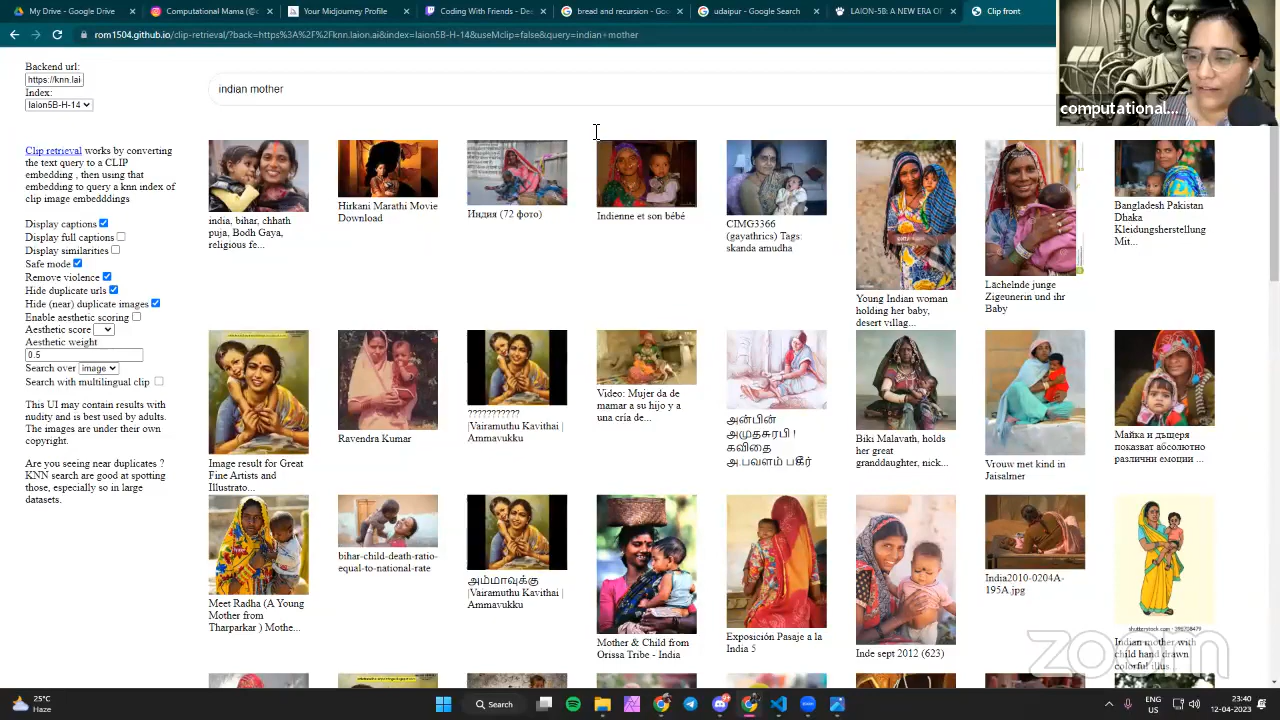 My Drive - Google Drive
Computational Mama (@c
Your Midjourney Profile
Coding With Friends - De
bread and recursion - Goo
udaipur - Google Search
LAION-5B: A NEW ERA OF
Clip front
rom1504.github.io/clip-retrieval/?back=https%3A%2F%2Fknn.laion.ai&index=laion5B-H-14&useMclip=false&query=indian+mother
computational...
Backend url:
https://knn.lai
Index:
laion5B-H-14
indian mother
Clip retrieval works by converting
the text query to a CLIP
embedding , then using that
embedding to query a knn index of
clip image embedddings
Display captions
Display full captions
Display similarities
Safe mode
Remove violence
Hide duplicate urls
Hide (near) duplicate images
Enable aesthetic scoring
Aesthetic score
Aesthetic weight
0.5
Search over image
Search with multilingual clip
This UI may contain results with
nudity and is best used by adults.
The images are under their own
copyright.
Are you seeing near duplicates ?
KNN search are good at spotting
those, especially so in large
datasets.
india, bihar, chhath
puja, Bodh Gaya,
religious fe...
Hirkani Marathi Movie
Download
Индия (72 фото)
Indienne et son bébé
CIMG3366
(gayathrics) Tags:
skanda amudha
Young Indian woman
holding her baby,
desert villag...
Lächelnde junge
Zigeunerin und ihr
Baby
Bangladesh Pakistan
Dhaka
Kleidungsherstellung
Mit...
Image result for Great
Fine Artists and
Illustrato...
Ravendra Kumar
???????????
|Vairamuthu Kavithai |
Ammavukku
Video: Mujer da de
mamar a su hijo y a
una cría de...
அன்பின்
அமுதசுரபி !
கவிதை
அ.பவளம் பகீர்
Biki Malavath, holds
her great
granddaughter, nick...
Vrouw met kind in
Jaisalmer
Майка и дъщеря
показват абсолютно
различни емоции ...
Meet Radha (A Young
Mother from
Tharparkar ) Mothe...
bihar-child-death-ratio-
equal-to-national-rate
அம்மாவுக்கு
|Vairamuthu Kavithai |
Ammavukku
Mother & Child from
Orissa Tribe - India
Exposición Pasaje a la
India 5
Inde sept 2012 (623)
India2010-0204A-
195A.jpg
Indian mother with
child hand drawn
colorful illus...
zoom
25°C
Haze
Search
ENG
US
23:40
12-04-2023